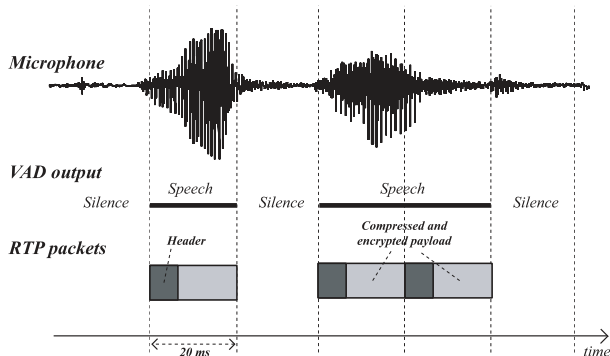 Microphone
VAD output
Silence
Speech
Silence
Speech
Silence
RTP packets
Header
Compressed and
encrypted payload
20 ms
time